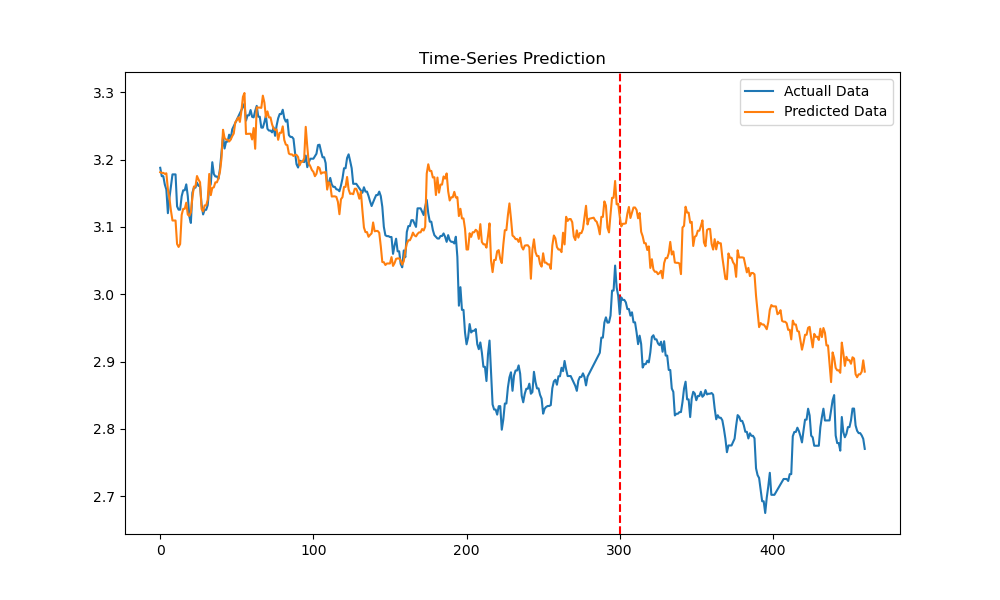 Time-Series Prediction
Actuall Data
Predicted Data
3.3
3.2
3.1
3.0
2.9
2.8
2.7
0 100 200 300 400